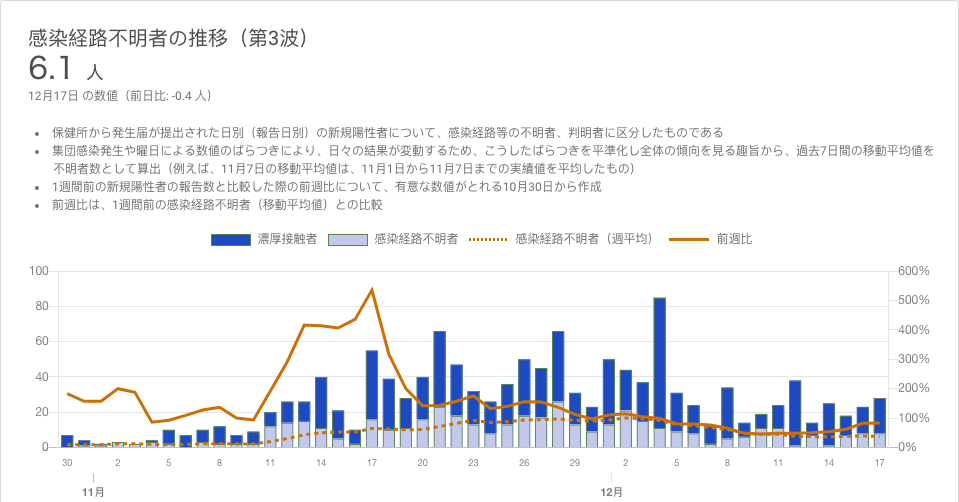 感染経路不明者の推移（第3波）
6.1 人
12月17日 の数値（前日比: -0.4 人）
• 保健所から発生届が提出された日別（報告日別）の新規陽性者について、感染経路等の不明者、判明者に区分したものである
• 集団感染発生や曜日による数値のばらつきにより、日々の結果が変動するため、こうしたばらつきを平準化し全体の傾向を見る趣旨から、過去7日間の移動平均値を
不明者数として算出（例えば、11月7日の移動平均値は、11月1日から11月7日までの実績値を平均したもの）
• 1週間前の新規陽性者の報告数と比較した際の前週比について、有意な数値がとれる10月30日から作成
• 前週比は、1週間前の感染経路不明者（移動平均値）との比較
濃厚接触者 感染経路不明者 感染経路不明者（週平均） 前週比
100 600%
500%
80
400%
60
300%
40
200%
20
100%
0 0%
30 2 5 8 11 14 17 20 23 26 29 2 5 8 11 14 17
11月 12月